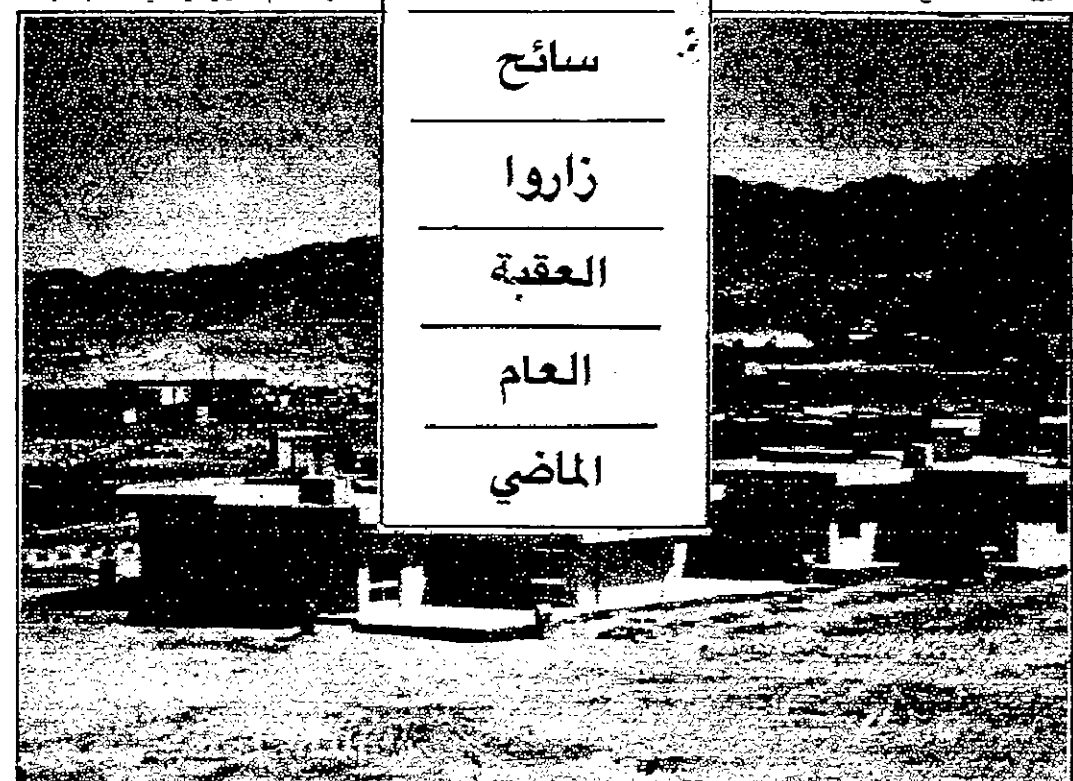 سائح
زاروا
العقبة
العام
الماضي